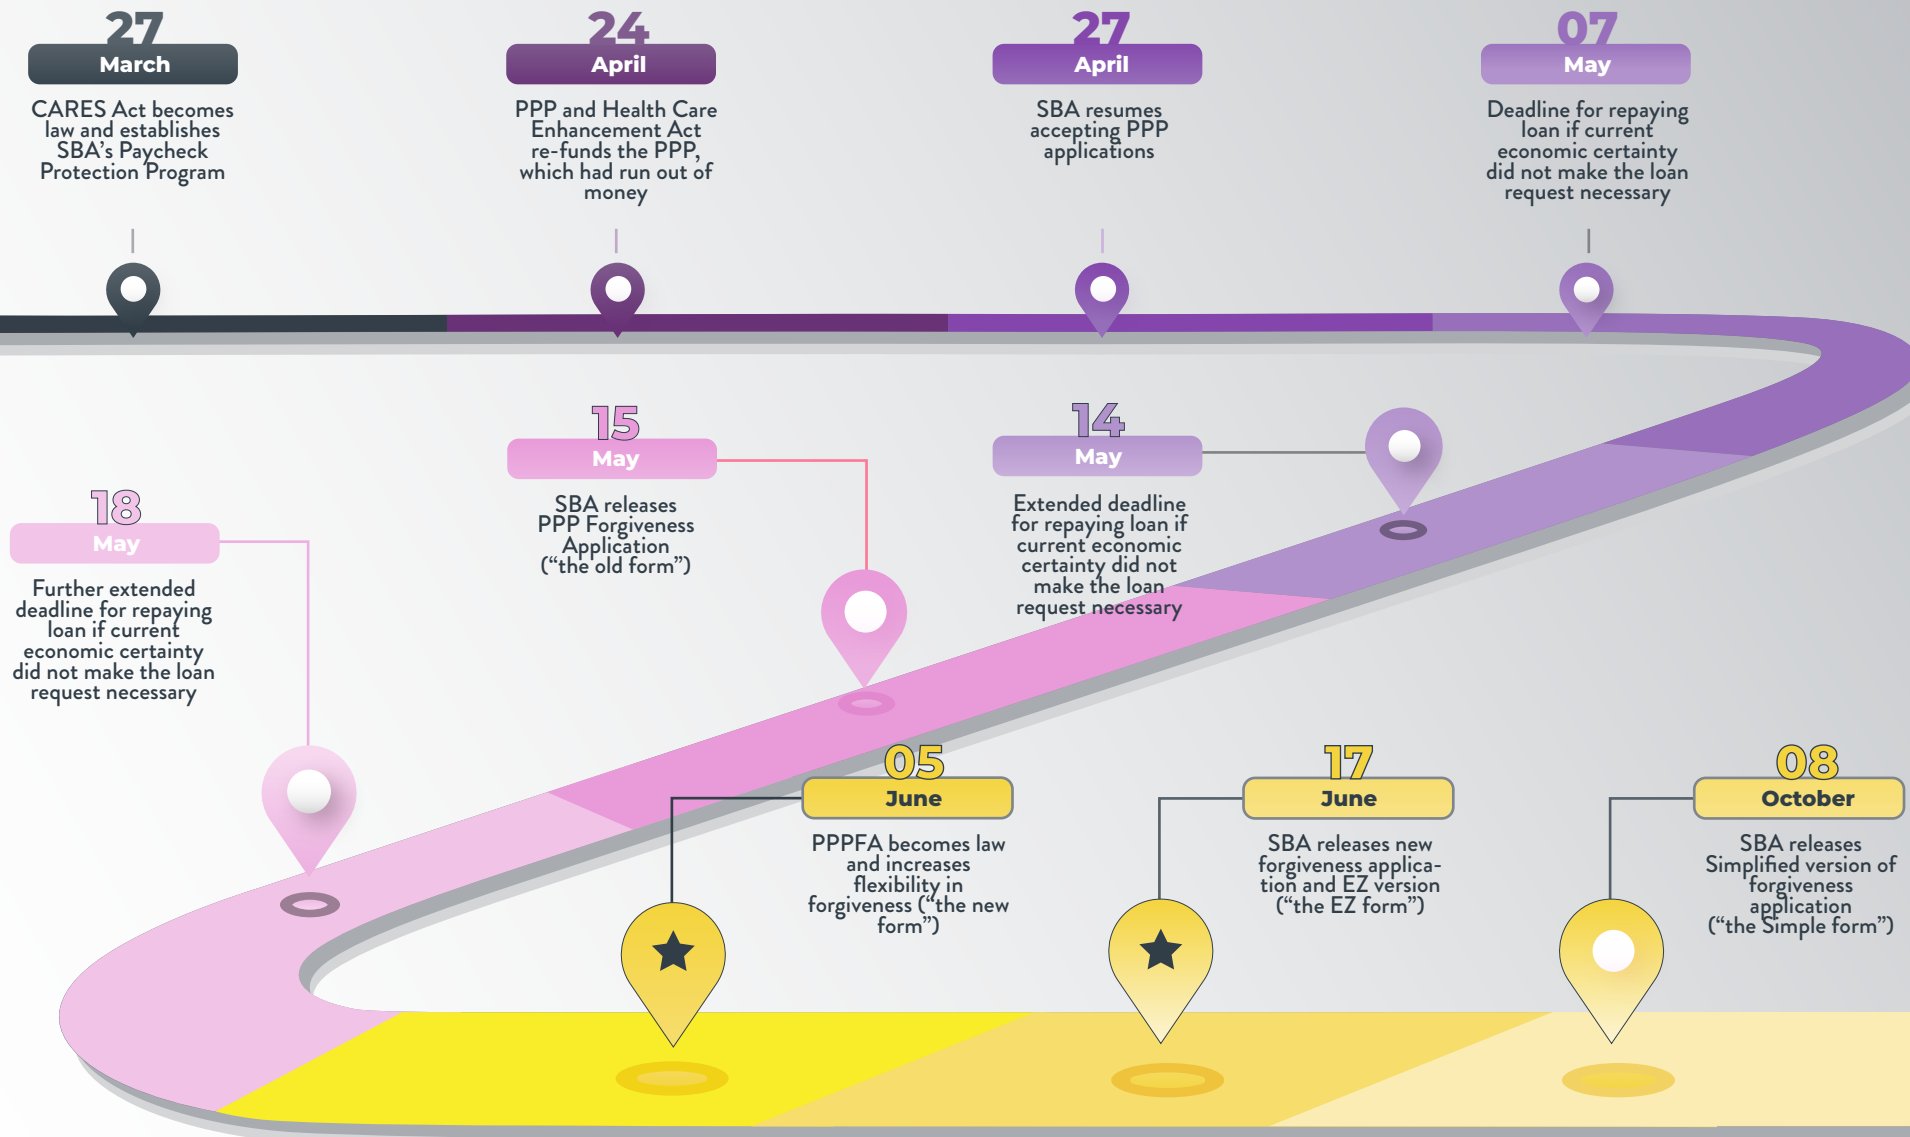 27
March
CARES Act becomes
law and establishes
SBA's Paycheck
Protection Program
24
April
PPP and Health Care
Enhancement Act
re-funds the PPP,
which had run out of
money
27
April
SBA resumes
accepting PPP
applications
07
May
Deadline for repaying
loan if current
economic certainty
did not make the loan
request necessary
14
May
Extended deadline
for repaying loan if
current economic
certainty did not
make the loan
request necessary
15
May
SBA releases
PPP Forgiveness
Application
(“the old form”)
18
May
Further extended
deadline for repaying
loan if current
economic certainty
did not make the loan
request necessary
05
June
PPPFA becomes law
and increases
flexibility in
forgiveness (“the new
form”)
17
June
SBA releases new
forgiveness applica-
tion and EZ version
(“the EZ form”)
08
October
SBA releases
Simplified version of
forgiveness
application
(“the Simple form”)